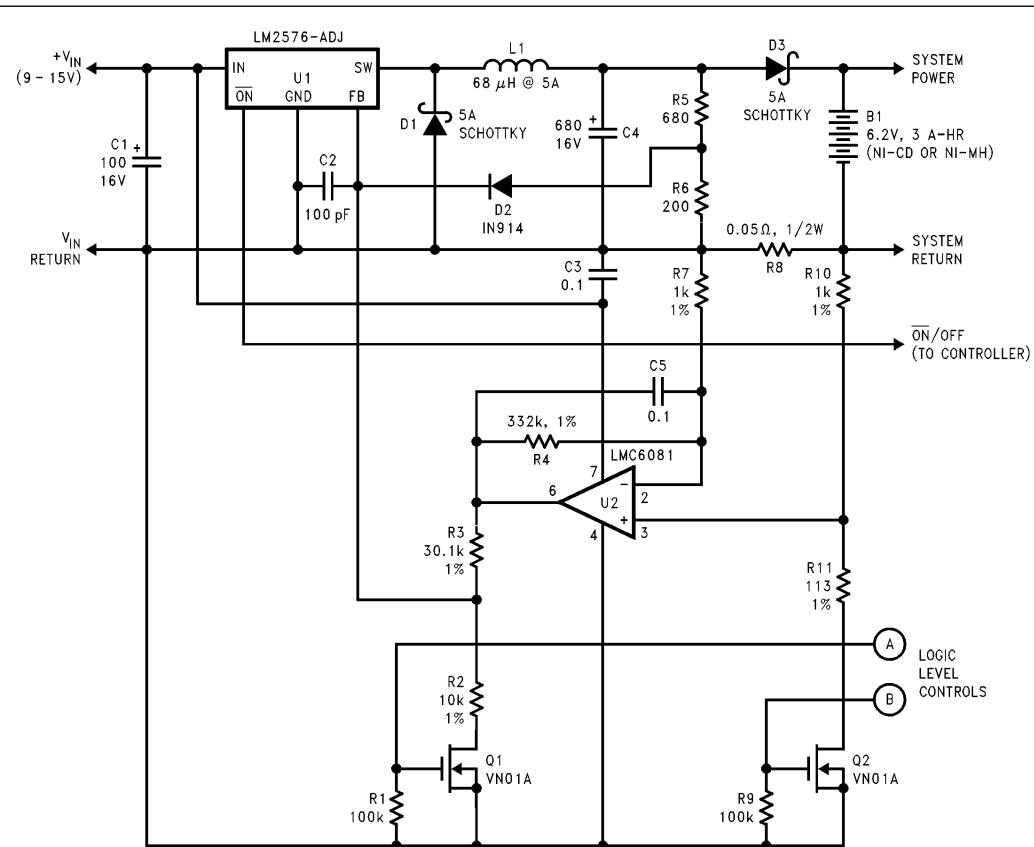 LM2576-ADJ
+VIN
(9 – 15V)
IN
U1
SW
ON
GND
FB
L1
68 μH @ 5A
D3
5A
SCHOTTKY
SYSTEM
POWER
D1
5A
SCHOTTKY
680
16V
+
C4
R5
680
B1
6.2V, 3 A-HR
(NI-CD OR NI-MH)
C1
100
16V
+
C2
100 pF
D2
IN914
R6
200
VIN
RETURN
0.05Ω, 1/2W
R8
SYSTEM
RETURN
C3
0.1
R7
1k
1%
R10
1k
1%
ON/OFF
(TO CONTROLLER)
C5
0.1
332k, 1%
R4
LMC6081
7
6
U2
–
2
+
3
4
R3
30.1k
1%
R11
113
1%
A
B
LOGIC
LEVEL
CONTROLS
R2
10k
1%
Q1
VN01A
Q2
VN01A
R1
100k
R9
100k